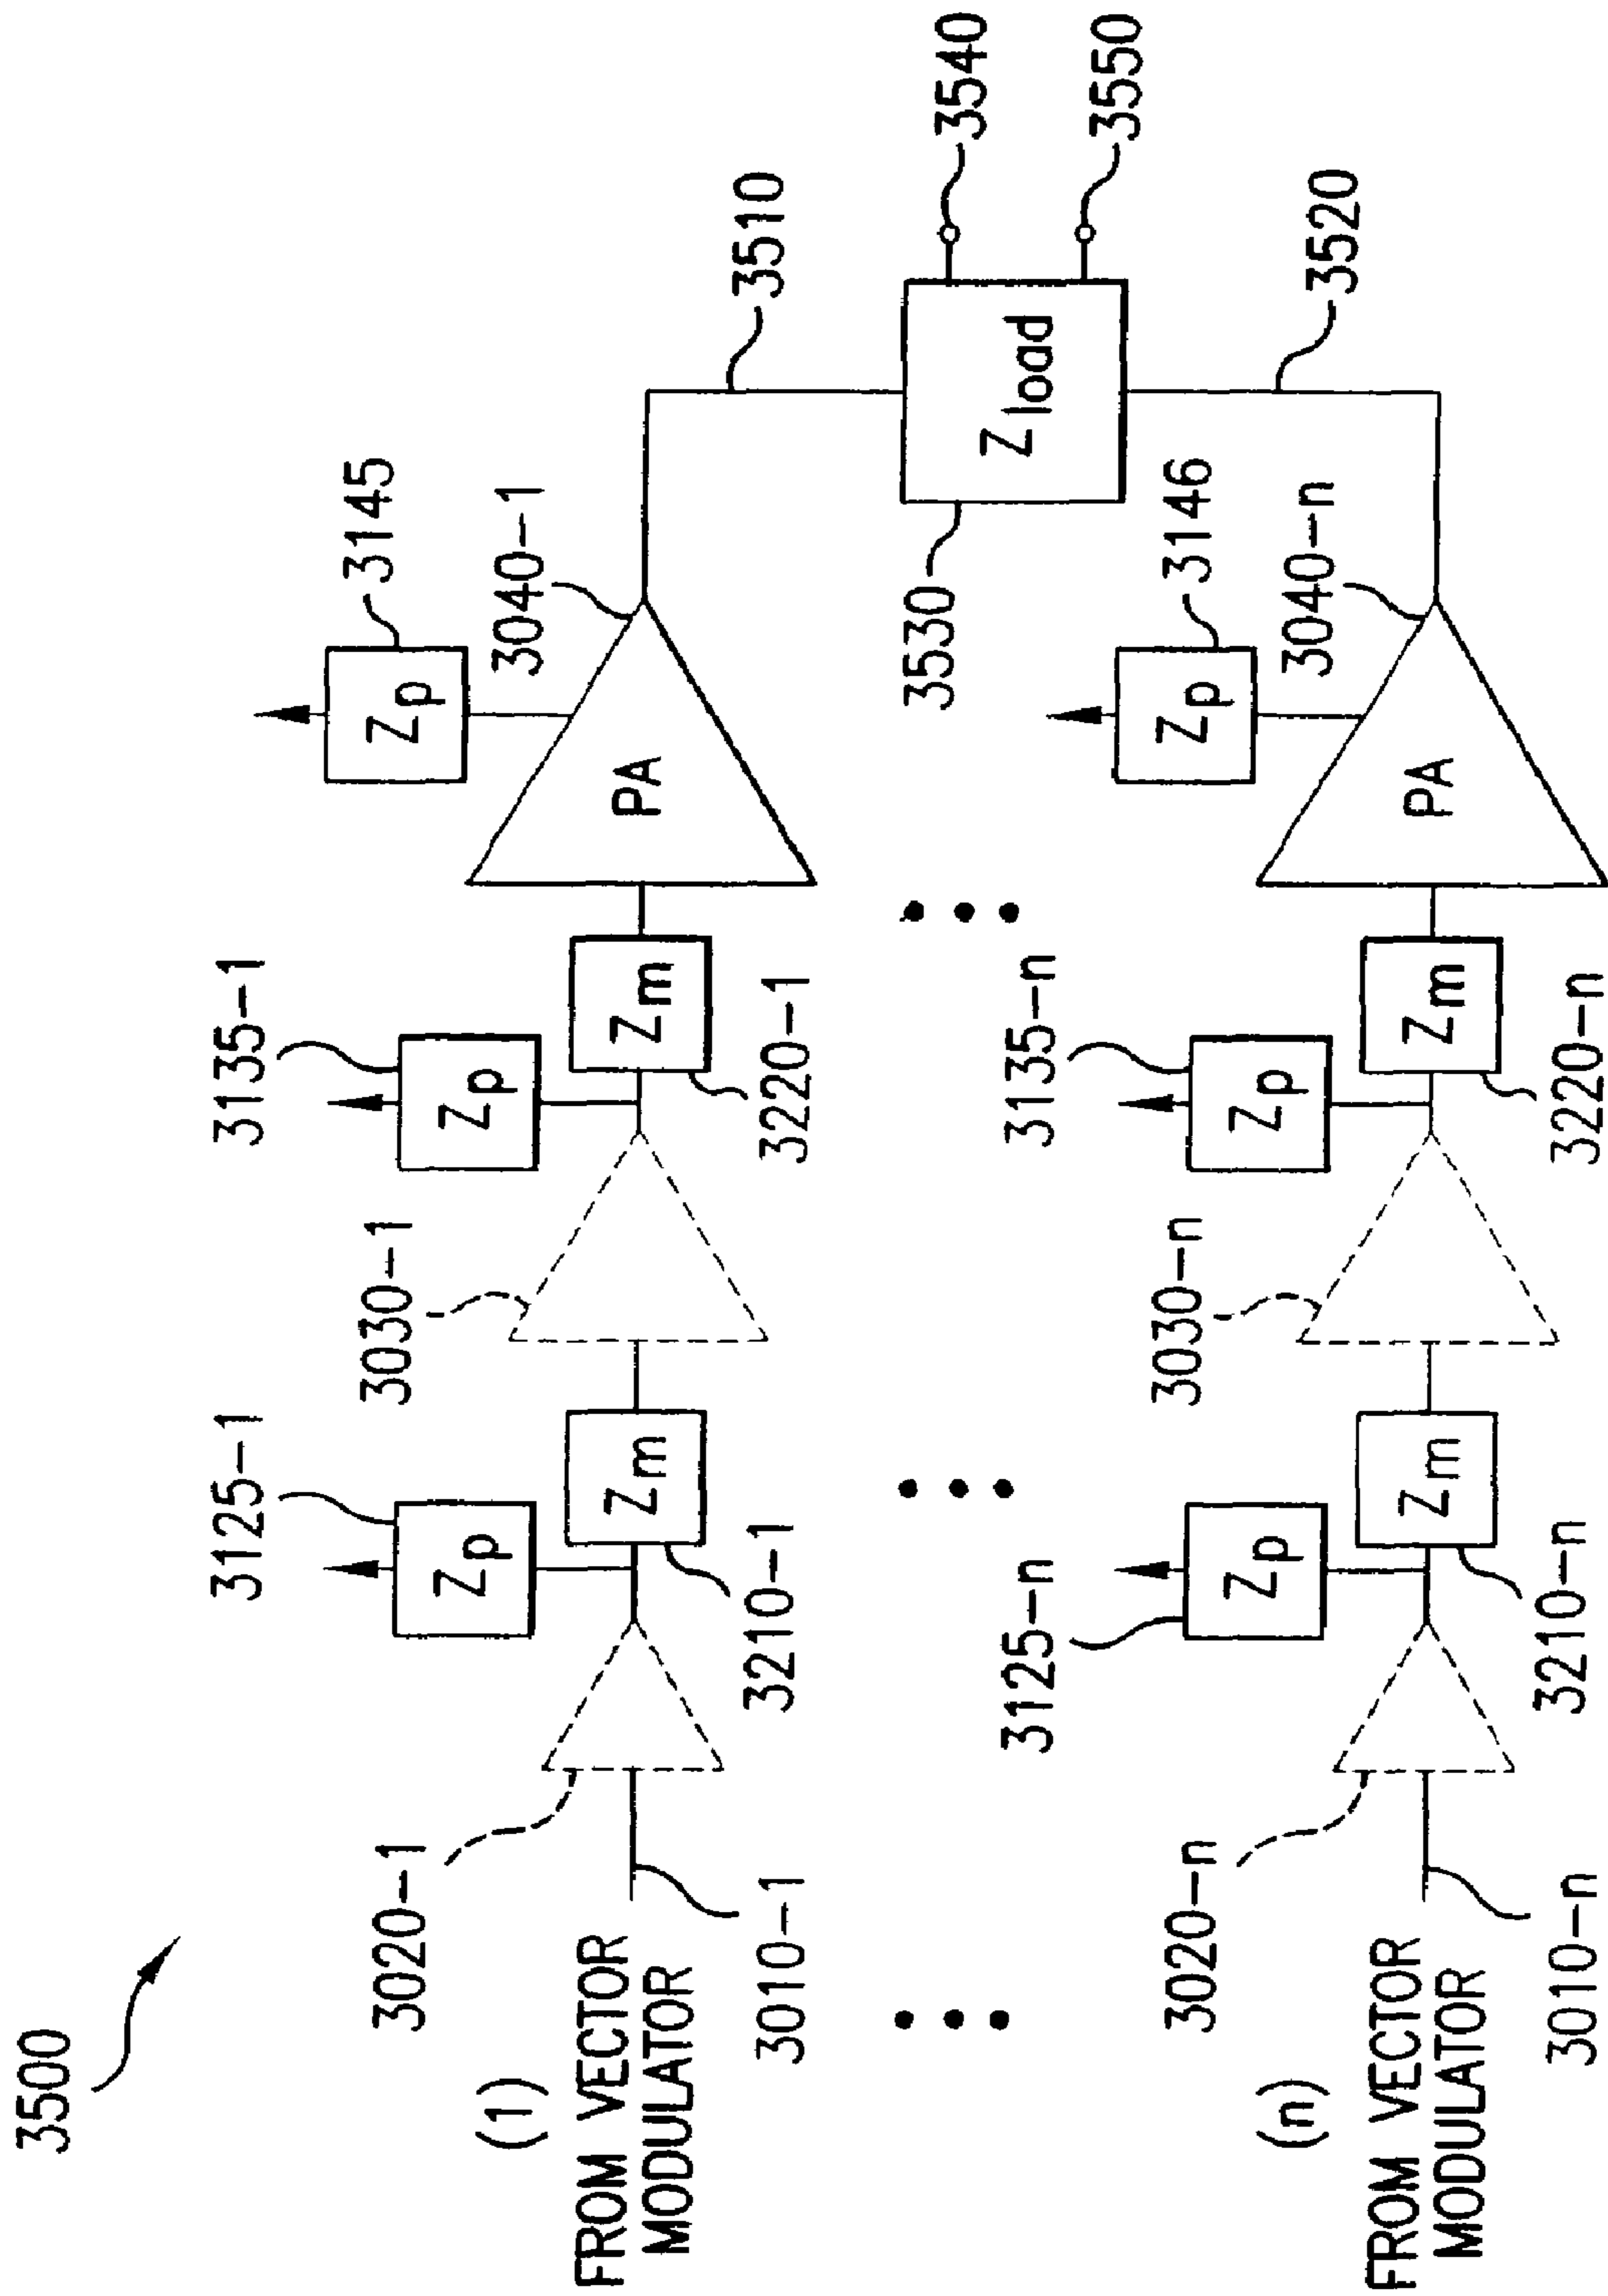 3500
3125-1
3135-1
3145
3020-1
3030-1
3040-1
3510
Zp
Zp
Zp
(1)
FROM VECTOR
MODULATOR
Zm
Zm
PA
3010-1
3210-1
3220-1
3530
Zload
3540
3550
3125-n
3135-n
3146
3020-n
3030-n
3040-n
3520
Zp
Zp
Zp
(n)
FROM VECTOR
MODULATOR
Zm
Zm
PA
3010-n
3210-n
3220-n